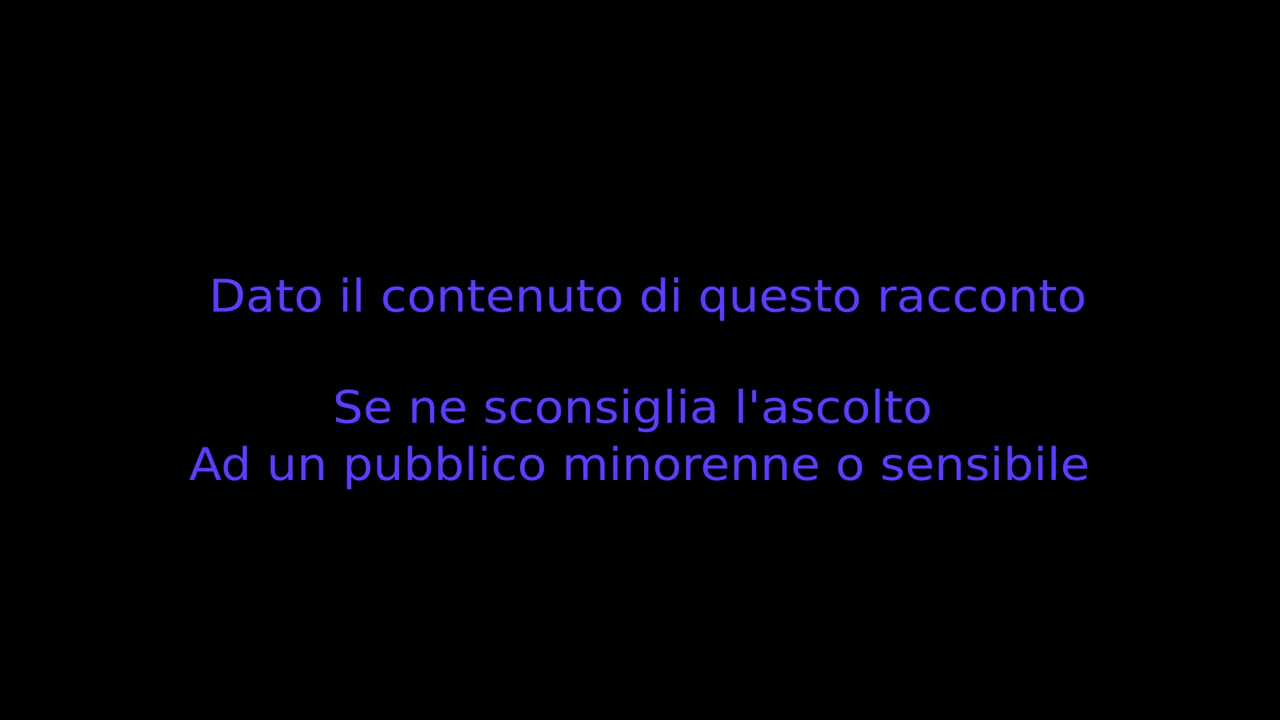 Dato il contenuto di questo racconto
Se ne sconsiglia l'ascolto
Ad un pubblico minorenne o sensibile